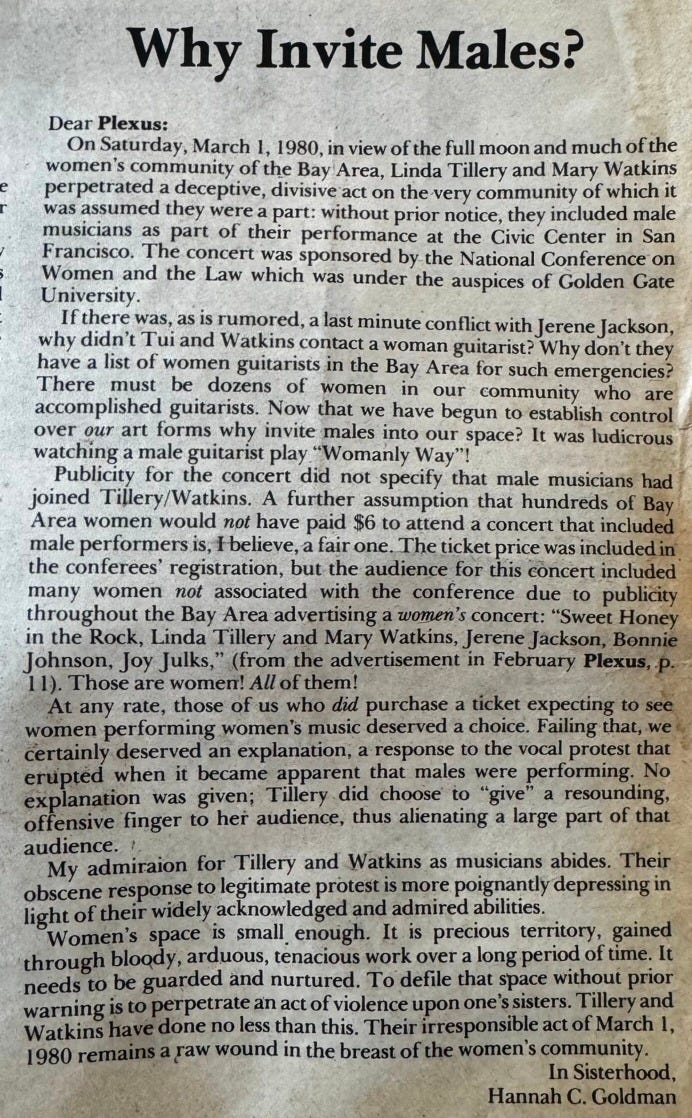 Why Invite Males?
Dear Plexus:
On Saturday, March 1, 1980, in view of the full moon and much of the
women's community of the Bay Area, Linda Tillery and Mary Watkins
perpetrated a deceptive, divisive act on the very community of which it
was assumed they were a part: without prior notice, they included male
musicians as part of their performance at the Civic Center in San
Francisco. The concert was sponsored by the National Conference on
Women and the Law which was under the auspices of Golden Gate
University.
If there was, as is rumored, a last minute conflict with Jerene Jackson,
why didn't Tui and Watkins contact a woman guitarist? Why don't they
have a list of women guitarists in the Bay Area for such emergencies?
There must be dozens of women in our community who are
accomplished guitarists. Now that we have begun to establish control
over our art forms why invite males into our space? It was ludicrous
watching a male guitarist play "Womanly Way"!
Publicity for the concert did not specify that male musicians had
joined Tillery/Watkins. A further assumption that hundreds of Bay
Area women would not have paid $6 to attend a concert that included
male performers is, I believe, a fair one. The ticket price was included in
the conferees' registration, but the audience for this concert included
many women not associated with the conference due to publicity
throughout the Bay Area advertising a women's concert: "Sweet Honey
in the Rock, Linda Tillery and Mary Watkins, Jerene Jackson, Bonnie
Johnson, Joy Julks," (from the advertisement in February Plexus, p.
11). Those are women! All of them!
At any rate, those of us who did purchase a ticket expecting to see
women performing women's music deserved a choice. Failing that, we
certainly deserved an explanation, a response to the vocal protest that
erupted when it became apparent that males were performing. No
explanation was given; Tillery did choose to "give" a resounding,
offensive finger to her audience, thus alienating a large part of that
audience.
My admiraion for Tillery and Watkins as musicians abides. Their
obscene response to legitimate protest is more poignantly depressing in
light of their widely acknowledged and admired abilities.
Women's space is small enough. It is precious territory, gained
through bloody, arduous, tenacious work over a long period of time. It
needs to be guarded and nurtured. To defile that space without prior
warning is to perpetrate an act of violence upon one's sisters. Tillery and
Watkins have done no less than this. Their irresponsible act of March 1,
1980 remains a raw wound in the breast of the women's community.
In Sisterhood,
Hannah C. Goldman